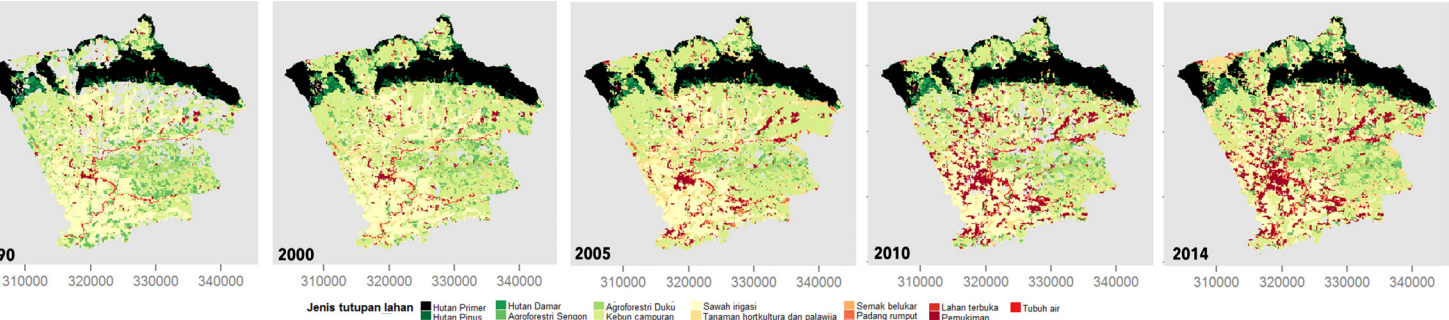 90
2000
2005
2010
2014
310000 320000 330000 340000
310000 320000 330000 340000
310000 320000 330000 340000
310000 320000 330000 340000
310000 320000 330000 340000
Jenis tutupan lahan
Hutan Primer
Hutan Pinus
Hutan Damar
Agroforestri Sengon
Agroforestri Duku
Kebun campuran
Sawah irigasi
Tanaman hortkultura dan palawija
Semak belukar
Padang rumput
Lahan terbuka
Pemukiman
Tubuh air